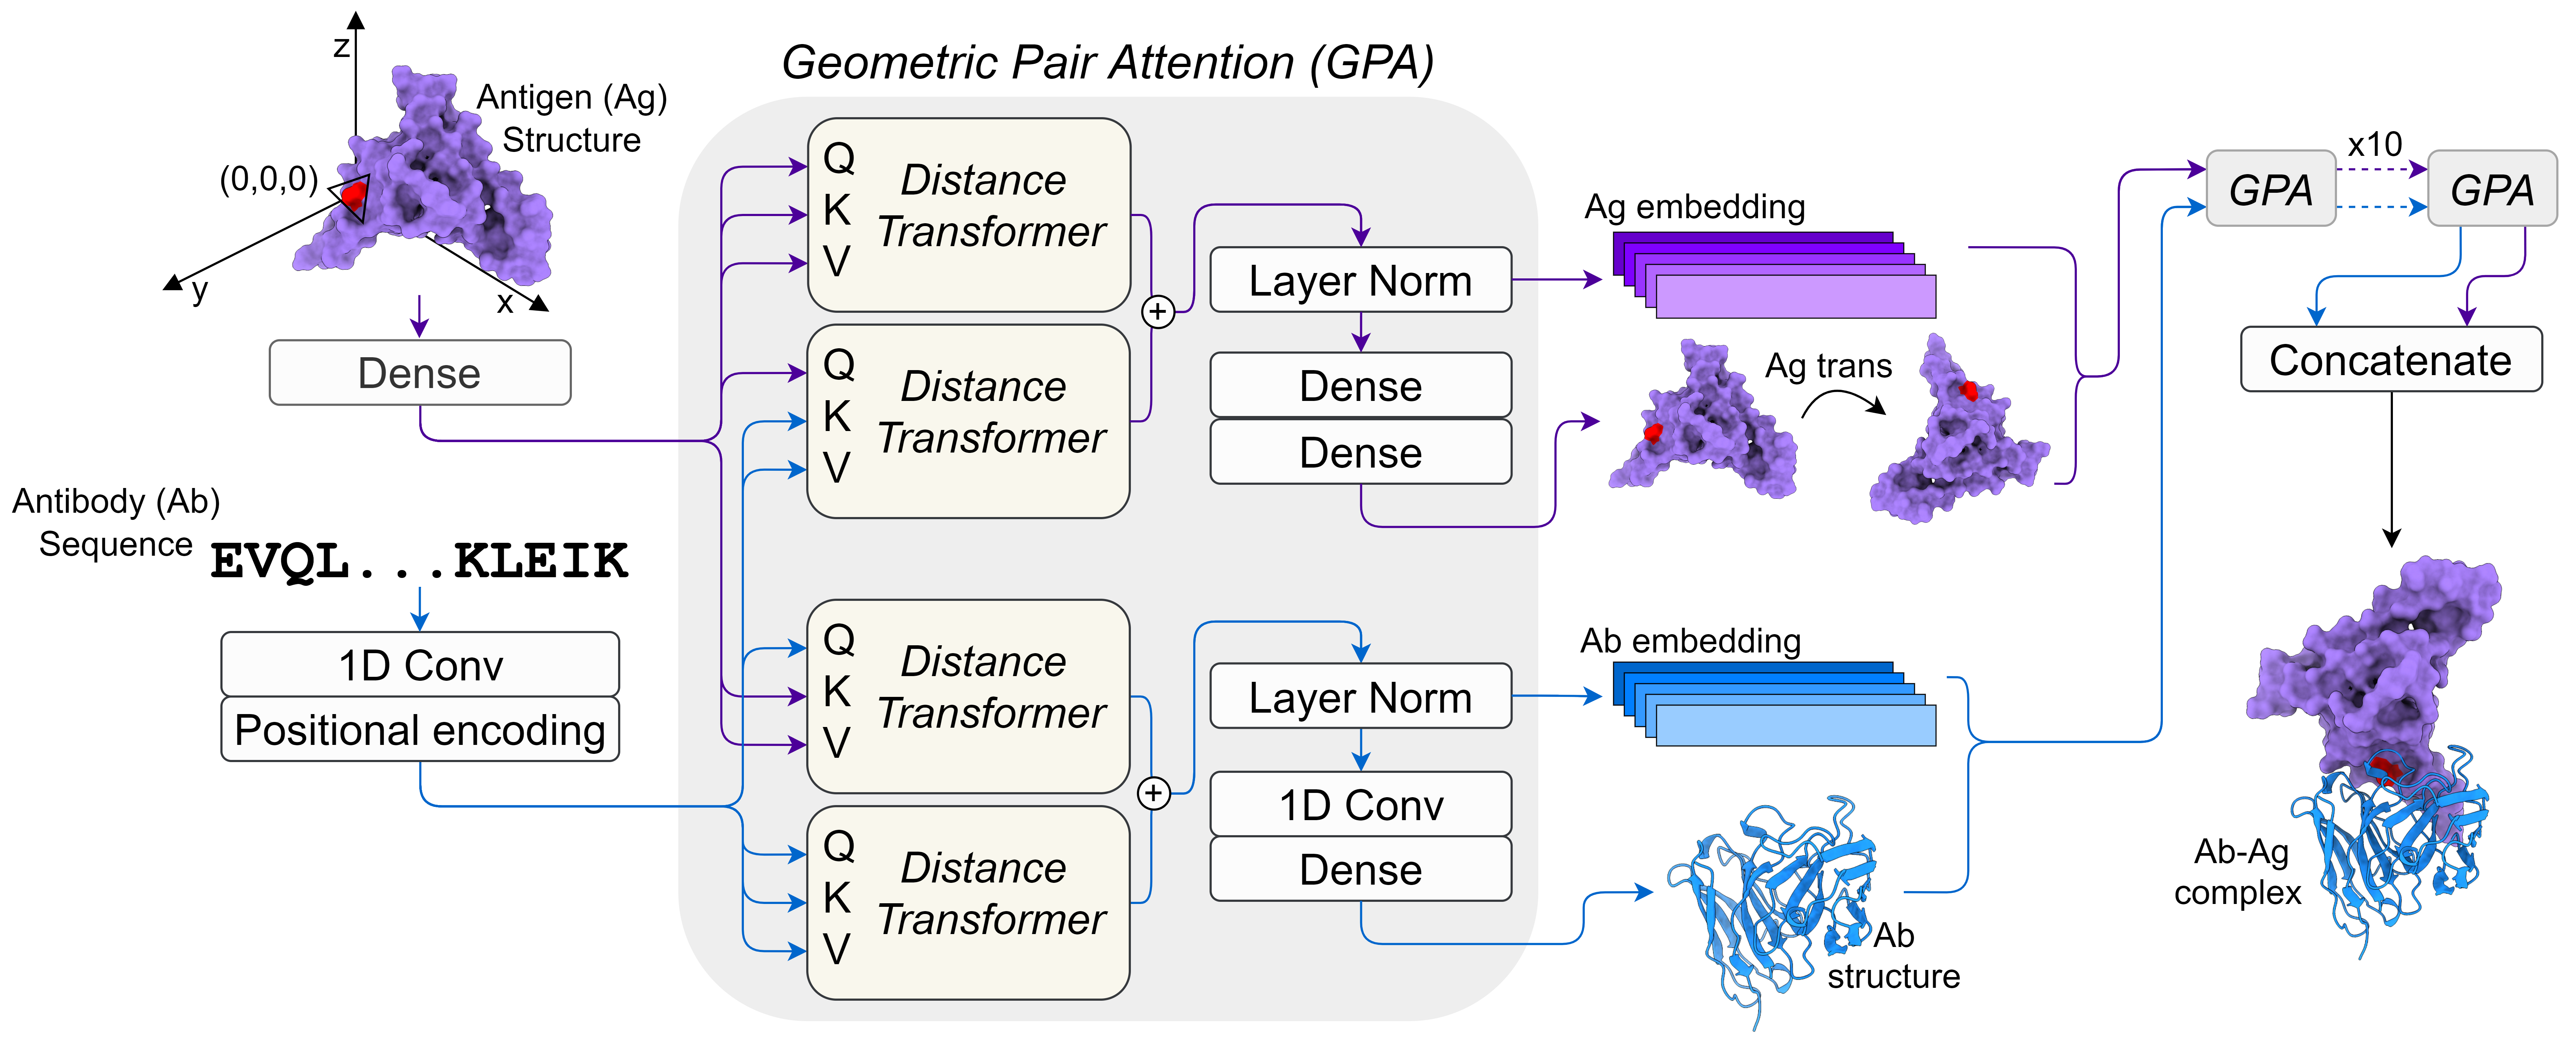 Geometric Pair Attention (GPA)
z
Antigen (Ag)
Structure
(0,0,0)
y
x
Dense
Antibody (Ab)
Sequence
EVQL...KLEIK
1D Conv
Positional encoding
Q
K
V
Distance
Transformer
Q
K
V
Distance
Transformer
+
Layer Norm
Dense
Dense
Q
K
V
Distance
Transformer
Q
K
V
Distance
Transformer
+
Layer Norm
1D Conv
Dense
Ag embedding
Ag trans
Ab embedding
Ab
structure
GPA
x10
GPA
Concatenate
Ab-Ag
complex